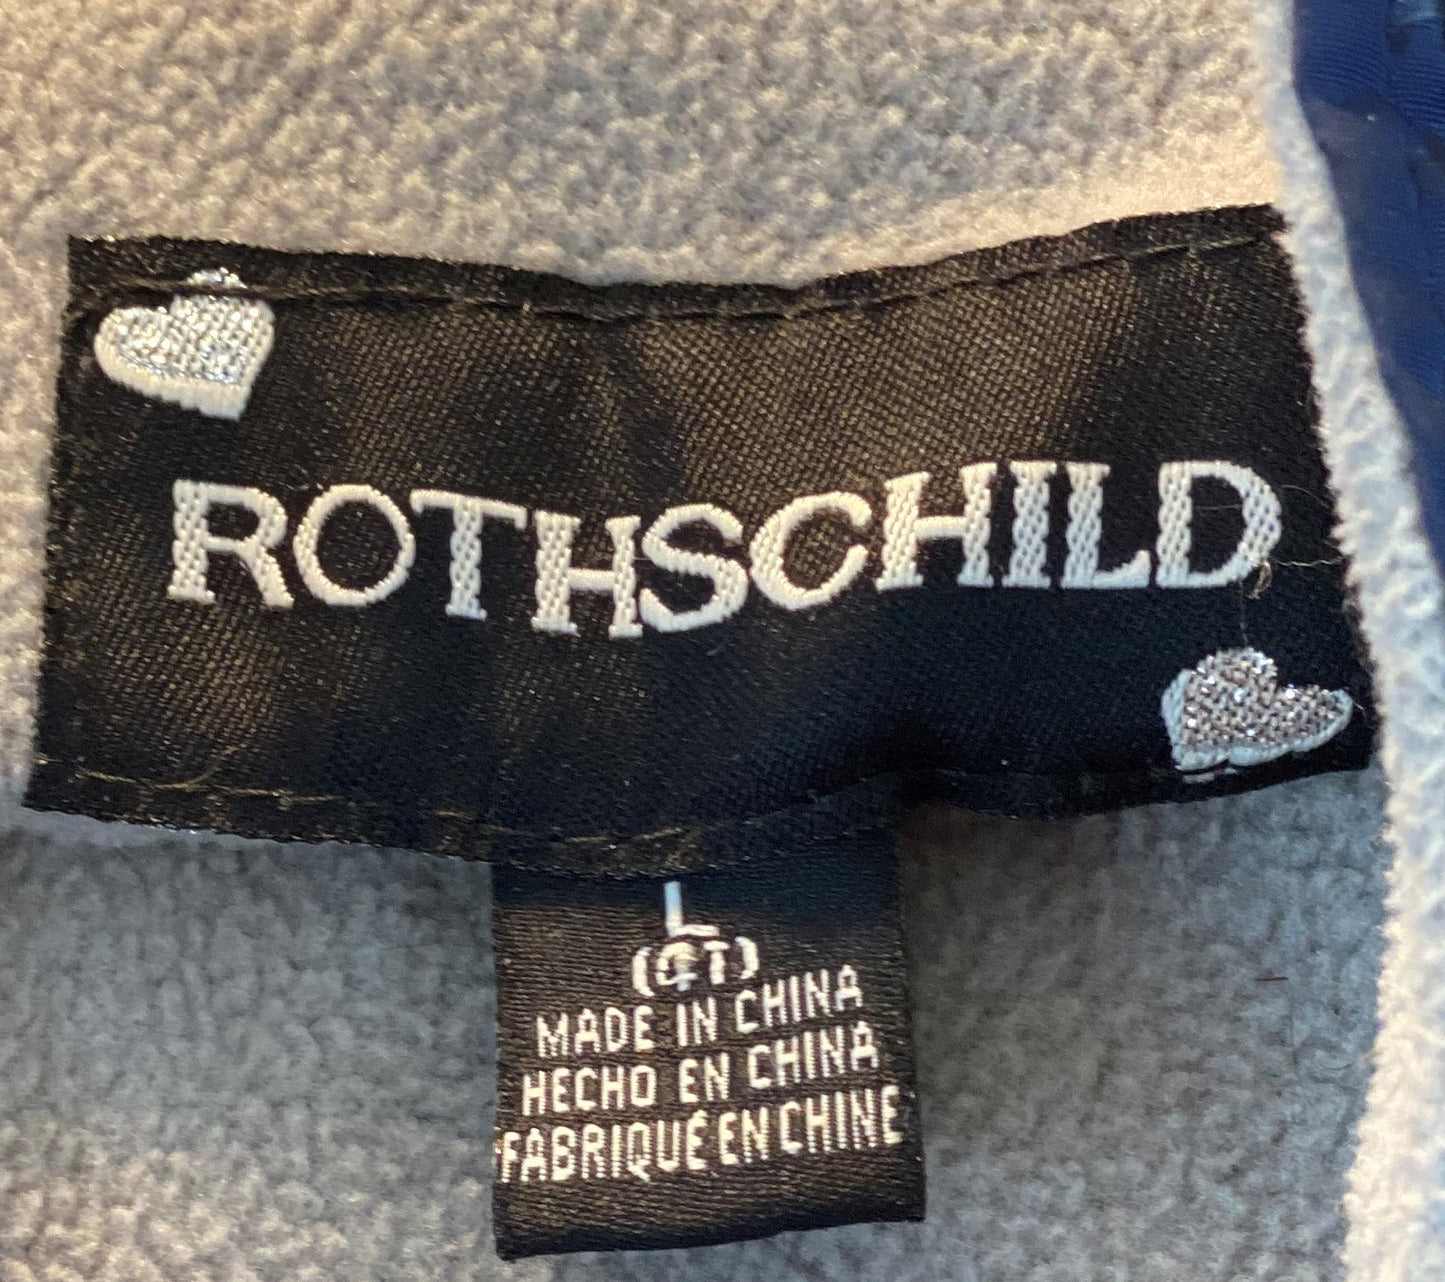 ROTHSCHILD
L
(4T)
MADE IN CHINA
HECHO EN CHINA
FABRIQUÉ EN CHINE